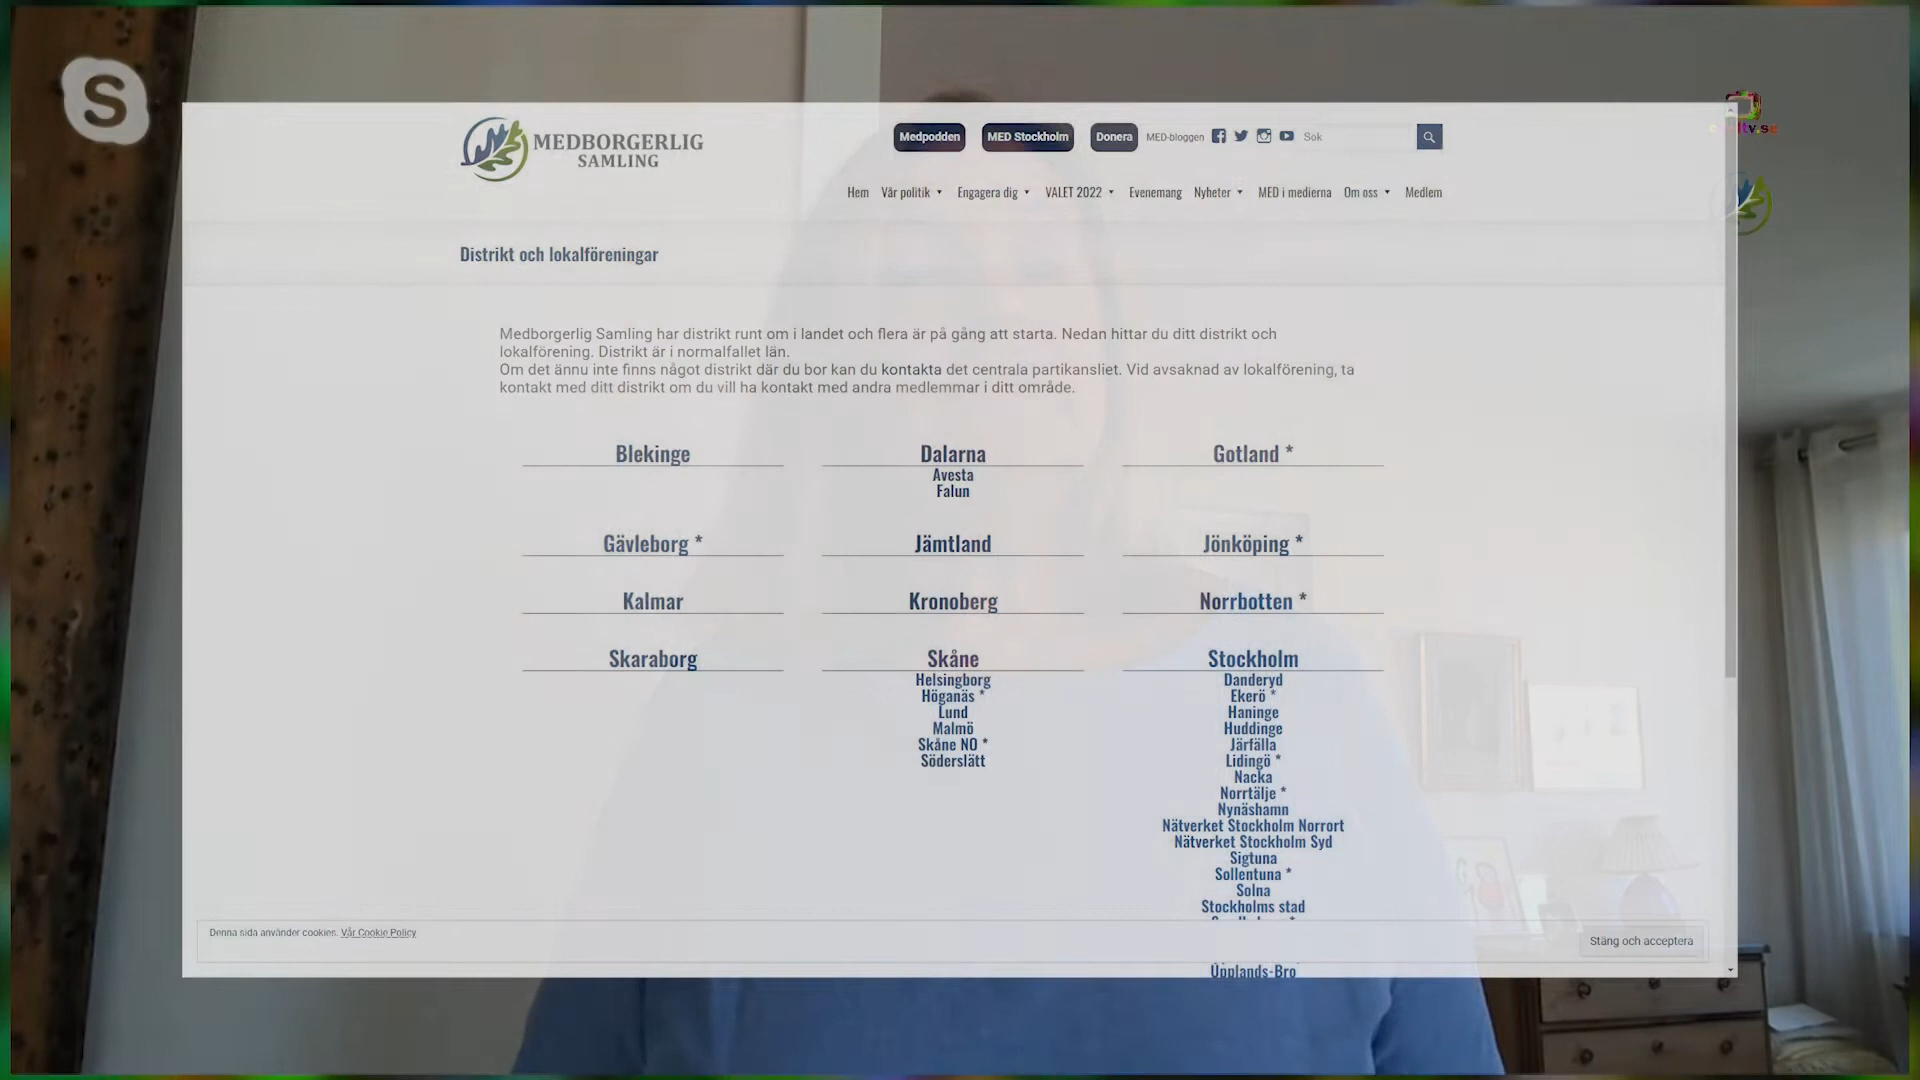 S
MEDBORGERLIG
SAMLING
Medpodden MED Stockholm Donera MED-bloggen Sök
Hem Vår politik Engagera dig VALET 2022 Evenemang Nyheter MED i medierna Om oss Medlem
Distrikt och lokalföreningar
Medborgerlig Samling har distrikt runt om i landet och flera är på gång att starta. Nedan hittar du ditt distrikt och
lokalförening. Distrikt är i normalfallet län.
Om det ännu inte finns något distrikt där du bor kan du kontakta det centrala partikansliet. Vid avsaknad av lokalförening, ta
kontakt med ditt distrikt om du vill ha kontakt med andra medlemmar i ditt område.
Blekinge
Dalarna
Avesta
Falun
Gotland *
Gävleborg *
Jämtland
Jönköping *
Kalmar
Kronoberg
Norrbotten *
Skaraborg
Skåne
Helsingborg
Höganäs *
Lund
Malmö
Skåne NO *
Söderslätt
Stockholm
Danderyd
Ekerö *
Haninge
Huddinge
Järfälla
Lidingö *
Nacka
Norrtälje *
Nynäshamn
Nätverket Stockholm Norrort
Nätverket Stockholm Syd
Sigtuna
Sollentuna *
Solna
Stockholms stad
Upplands-Bro
Denna sida använder cookies. Vår Cookie Policy
Stäng och acceptera